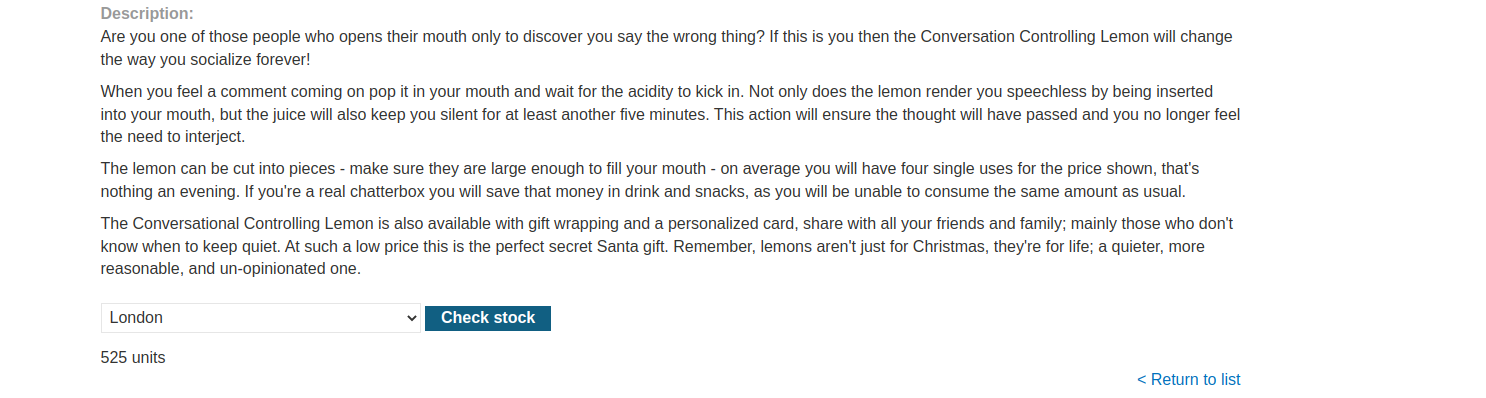 Description:
Are you one of those people who opens their mouth only to discover you say the wrong thing? If this is you then the Conversation Controlling Lemon will change
the way you socialize forever!
When you feel a comment coming on pop it in your mouth and wait for the acidity to kick in. Not only does the lemon render you speechless by being inserted
into your mouth, but the juice will also keep you silent for at least another five minutes. This action will ensure the thought will have passed and you no longer feel
the need to interject.
The lemon can be cut into pieces - make sure they are large enough to fill your mouth - on average you will have four single uses for the price shown, that's
nothing an evening. If you're a real chatterbox you will save that money in drink and snacks, as you will be unable to consume the same amount as usual.
The Conversational Controlling Lemon is also available with gift wrapping and a personalized card, share with all your friends and family; mainly those who don't
know when to keep quiet. At such a low price this is the perfect secret Santa gift. Remember, lemons aren't just for Christmas, they're for life; a quieter, more
reasonable, and un-opinionated one.
London Check stock
525 units
< Return to list